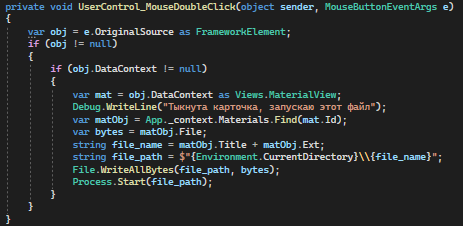 private void UserControl_MouseDoubleClick(object sender, MouseButtonEventArgs e)
{
var obj = e.OriginalSource as FrameworkElement;
if (obj != null)
{
if (obj.DataContext != null)
{
var mat = obj.DataContext as Views.MaterialView;
Debug.WriteLine("Тыкнута карточка, запускаю этот файл");
var matObj = App._context.Materials.Find(mat.Id);
var bytes = matObj.File;
string file_name = matObj.Title + matObj.Ext;
string file_path = $"{Environment.CurrentDirectory}\\{file_name}";
File.WriteAllBytes(file_path, bytes);
Process.Start(file_path);
}
}
}